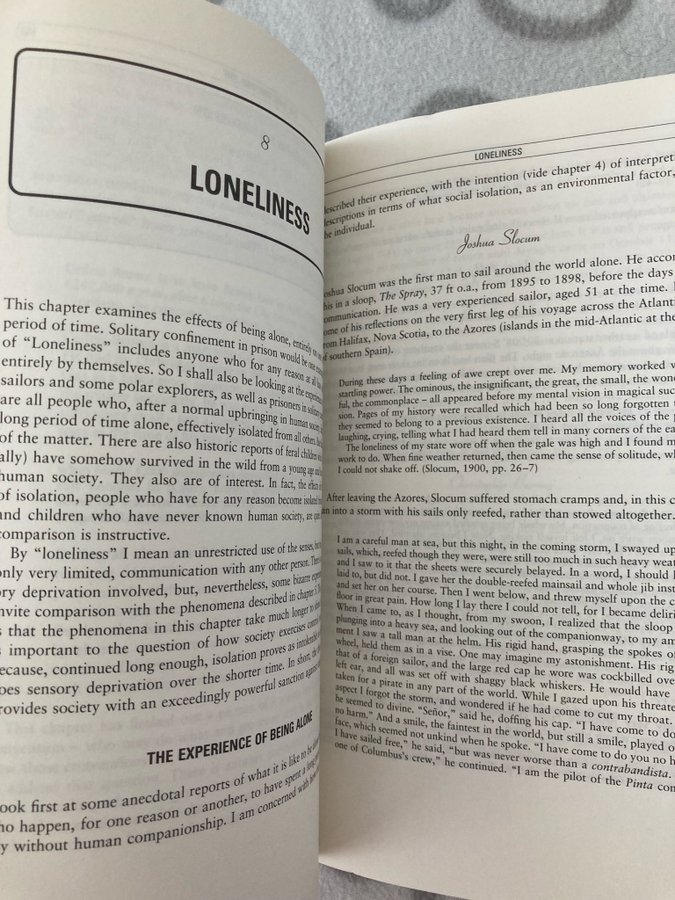 8
LONELINESS
This chapter examines the effects of being alone, entirely on
period of time. Solitary confinement in prison would be
of “Loneliness” includes anyone who for any reason at all
entirely by themselves. So I shall also be looking at the
sailors and some polar explorers, as well as prisoners in solitary
are all people who, after a normal upbringing in human society
long period of time alone, effectively isolated from all others,
of the matter. There are also historic reports of feral children
ally) have somehow survived in the wild from a young age
human society. They also are of interest. In fact, the effects
of isolation, people who have for any reason become isolated
and children who have never known human society, are
comparison is instructive.
By “loneliness” I mean an unrestricted use of the senses,
only very limited, communication with any other person. There
ory deprivation involved, but, nevertheless, some bizarre
nvite comparison with the phenomena described in chapter
s that the phenomena in this chapter take much longer to
s important to the question of how society exercises control
ecause, continued long enough, isolation proves as intolerable
oes sensory deprivation over the shorter time. In short,
rovides society with an exceedingly powerful sanction against
THE EXPERIENCE OF BEING ALONE
ook first at some anecdotal reports of what it is like to be
ho happen, for one reason or another, to have spent a long
y without human companionship. I am concerned with how
LONELINESS
described their experience, with the intention (vide chapter 4) of interpret
descriptions in terms of what social isolation, as an environmental factor,
he individual.
Joshua Slocum
oshua Slocum was the first man to sail around the world alone. He accom
his in a sloop, The Spray, 37 ft o.a., from 1895 to 1898, before the days
ommunication. He was a very experienced sailor, aged 51 at the time.
ome of his reflections on the very first leg of his voyage across the Atlanti
from Halifax, Nova Scotia, to the Azores (islands in the mid-Atlantic at the
of southern Spain).
During these days a feeling of awe crept over me. My memory worked
startling power. The ominous, the insignificant, the great, the small, the wond
ful, the commonplace – all appeared before my mental vision in magical suc
sion. Pages of my history were recalled which had been so long forgotten
they seemed to belong to a previous existence. I heard all the voices of the p
laughing, crying, telling what I had heard them tell in many corners of the ea
The loneliness of my state wore off when the gale was high and I found m
work to do. When fine weather returned, then came the sense of solitude, wh
I could not shake off. (Slocum, 1900, pp. 26–7)
After leaving the Azores, Slocum suffered stomach cramps and, in this c
an into a storm with his sails only reefed, rather than stowed altogether.
I am a careful man at sea, but this night, in the coming storm, I swayed up
sails, which, reefed though they were, were still too much in such heavy weat
and I saw to it that the sheets were securely belayed. In a word, I should
laid to, but did not. I gave her the double-reefed mainsail and whole jib inst
and set her on her course. Then I went below, and threw myself upon the c
floor in great pain. How long I lay there I could not tell, for I became deliri
When I came to, as I thought, from my swoon, I realized that the sloop
plunging into a heavy sea, and looking out of the companionway, to my am
ment I saw a tall man at the helm. His rigid hand, grasping the spokes of
wheel, held them as in a vise. One may imagine my astonishment. His rig
that of a foreign sailor, and the large red cap he wore was cockbilled over
left ear, and all was set off with shaggy black whiskers. He would have
taken for a pirate in any part of the world. While I gazed upon his threate
aspect I forgot the storm, and wondered if he had come to cut my throat.
he seemed to divine. “Señor,” said he, doffing his cap. “I have come to do
no harm.” And a smile, the faintest in the world, but still a smile, played o
face, which seemed not unkind when he spoke. “I have come to do you no h
I have sailed free,” he said, “but was never worse than a contrabandista.
one of Columbus’s crew,” he continued. “I am the pilot of the Pinta com